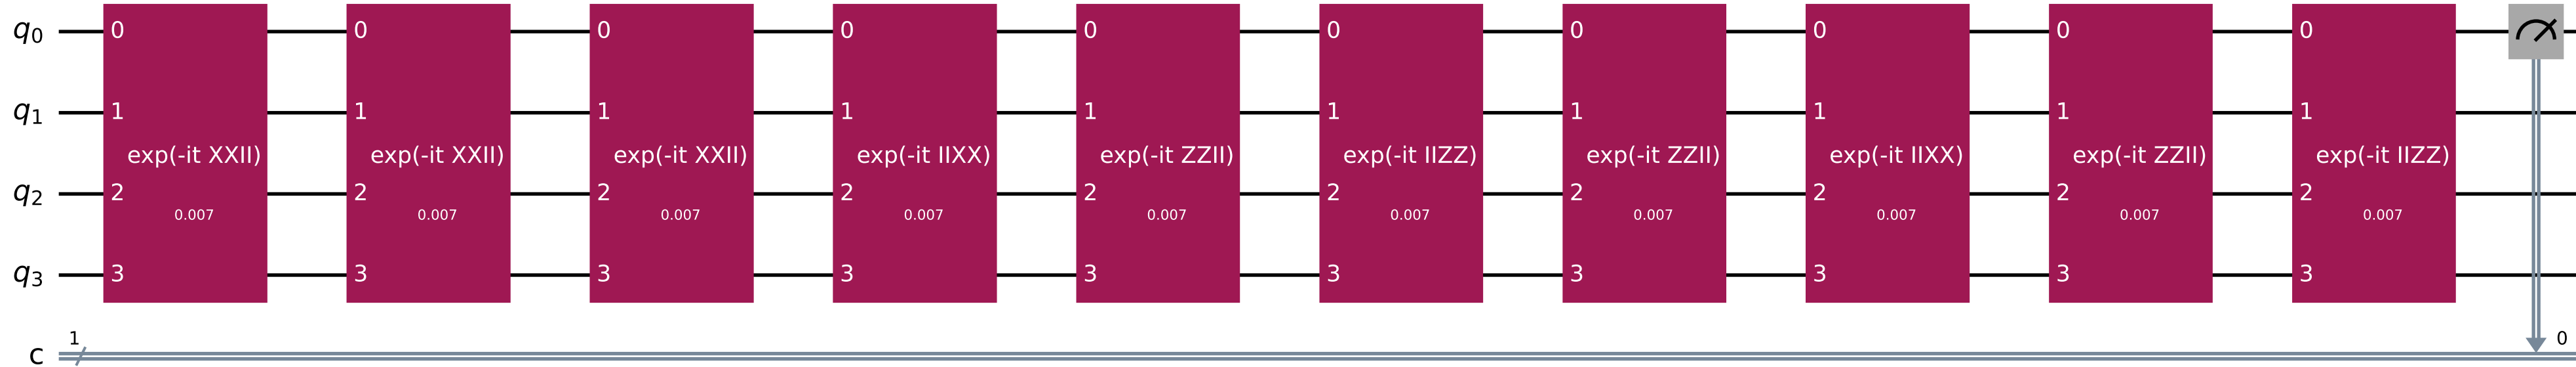 q0 0 0 0 0 0 0 0 0 0 0
q1 1 1 1 1 1 1 1 1 1 1
exp(-it XXII) exp(-it XXII) exp(-it XXII) exp(-it IIXX) exp(-it ZZII) exp(-it IIZZ) exp(-it ZZII) exp(-it IIXX) exp(-it ZZII) exp(-it IIZZ)
q2 2 2 2 2 2 2 2 2 2 2
0.007 0.007 0.007 0.007 0.007 0.007 0.007 0.007 0.007 0.007
q3 3 3 3 3 3 3 3 3 3 3
1 0
c